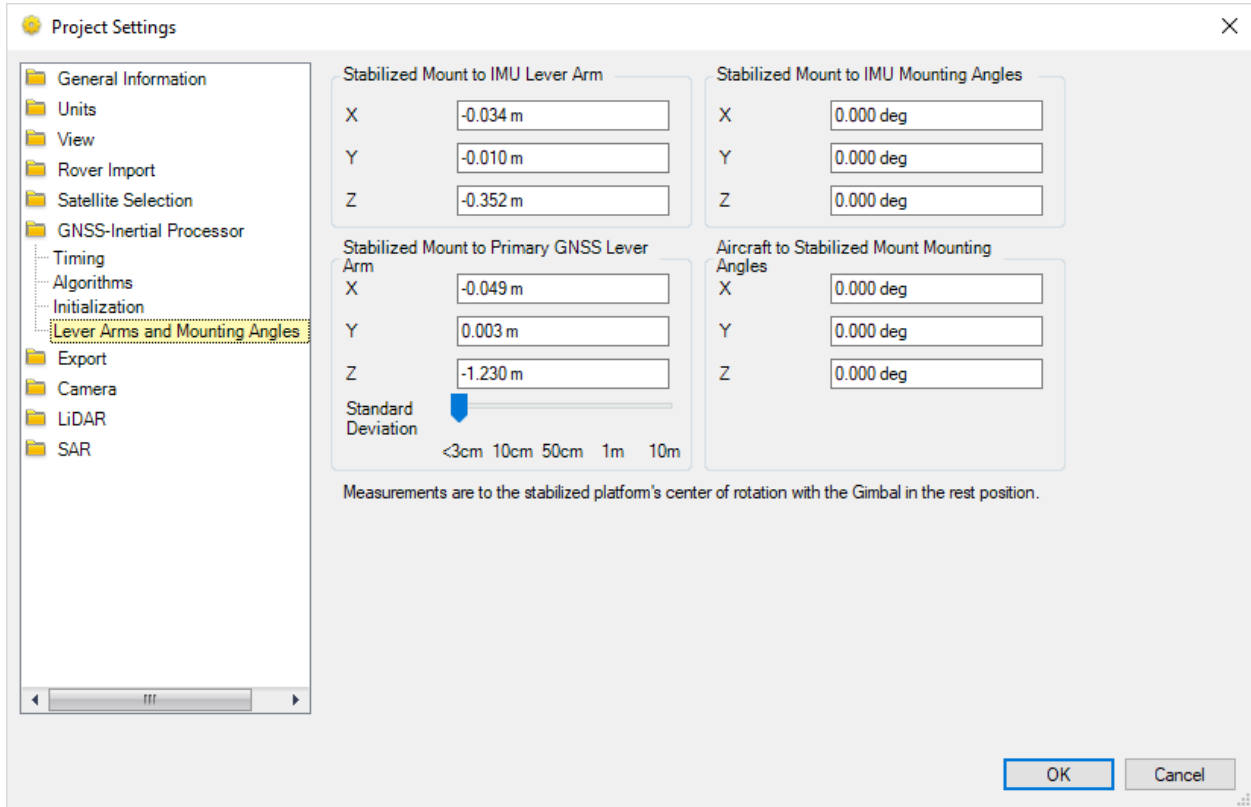 Project Settings
General Information
Units
View
Rover Import
Satellite Selection
GNSS-Inertial Processor
Timing
Algorithms
Initialization
Lever Arms and Mounting Angles
Export
Camera
LiDAR
SAR
Stabilized Mount to IMU Lever Arm
X -0.034 m
Y -0.010 m
Z -0.352 m
Stabilized Mount to IMU Mounting Angles
X 0.000 deg
Y 0.000 deg
Z 0.000 deg
Stabilized Mount to Primary GNSS Lever
Arm
X -0.049 m
Y 0.003 m
Z -1.230 m
Standard
Deviation
<3cm 10cm 50cm 1m 10m
Aircraft to Stabilized Mount Mounting
Angles
X 0.000 deg
Y 0.000 deg
Z 0.000 deg
Measurements are to the stabilized platform's center of rotation with the Gimbal in the rest position.
OK Cancel